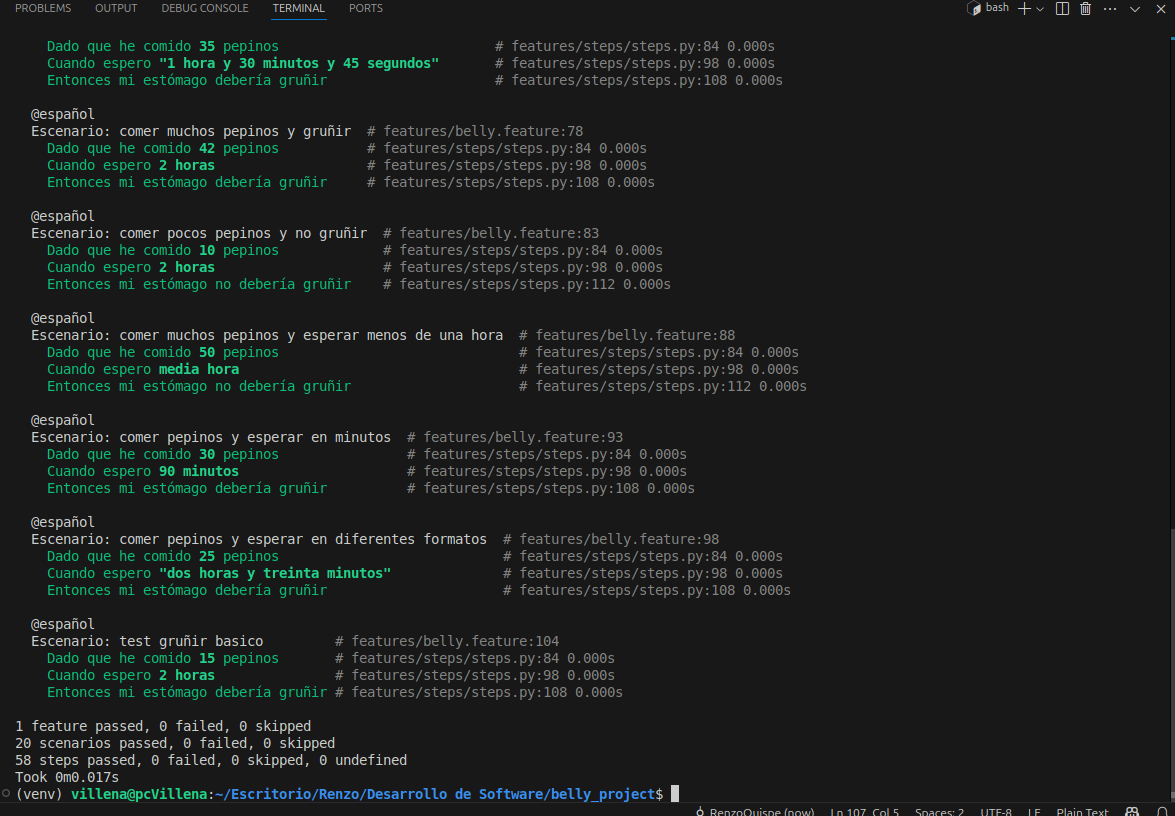 PROBLEMS OUTPUT DEBUG CONSOLE TERMINAL PORTS bash
Dado que he comido 35 pepinos # features/steps/steps.py:84 0.000s
Cuando espero "1 hora y 30 minutos y 45 segundos" # features/steps/steps.py:98 0.000s
Entonces mi estómago debería gruñir # features/steps/steps.py:108 0.000s
@español
Escenario: comer muchos pepinos y gruñir # features/belly.feature:78
Dado que he comido 42 pepinos # features/steps/steps.py:84 0.000s
Cuando espero 2 horas # features/steps/steps.py:98 0.000s
Entonces mi estómago debería gruñir # features/steps/steps.py:108 0.000s
@español
Escenario: comer pocos pepinos y no gruñir # features/belly.feature:83
Dado que he comido 10 pepinos # features/steps/steps.py:84 0.000s
Cuando espero 2 horas # features/steps/steps.py:98 0.000s
Entonces mi estómago no debería gruñir # features/steps/steps.py:112 0.000s
@español
Escenario: comer muchos pepinos y esperar menos de una hora # features/belly.feature:88
Dado que he comido 50 pepinos # features/steps/steps.py:84 0.000s
Cuando espero media hora # features/steps/steps.py:98 0.000s
Entonces mi estómago no debería gruñir # features/steps/steps.py:112 0.000s
@español
Escenario: comer pepinos y esperar en minutos # features/belly.feature:93
Dado que he comido 30 pepinos # features/steps/steps.py:84 0.000s
Cuando espero 90 minutos # features/steps/steps.py:98 0.000s
Entonces mi estómago debería gruñir # features/steps/steps.py:108 0.000s
@español
Escenario: comer pepinos y esperar en diferentes formatos # features/belly.feature:98
Dado que he comido 25 pepinos # features/steps/steps.py:84 0.000s
Cuando espero "dos horas y treinta minutos" # features/steps/steps.py:98 0.000s
Entonces mi estómago debería gruñir # features/steps/steps.py:108 0.000s
@español
Escenario: test gruñir basico # features/belly.feature:104
Dado que he comido 15 pepinos # features/steps/steps.py:84 0.000s
Cuando espero 2 horas # features/steps/steps.py:98 0.000s
Entonces mi estómago debería gruñir # features/steps/steps.py:108 0.000s
1 feature passed, 0 failed, 0 skipped
20 scenarios passed, 0 failed, 0 skipped
58 steps passed, 0 failed, 0 skipped, 0 undefined
Took 0m0.017s
(venv) villena@pcVillena:~/Escritorio/Renzo/Desarrollo de Software/belly_project$
RenzoQuispe (now) Ln 107, Col 5 Spaces: 2 UTF-8 LF Plain Text